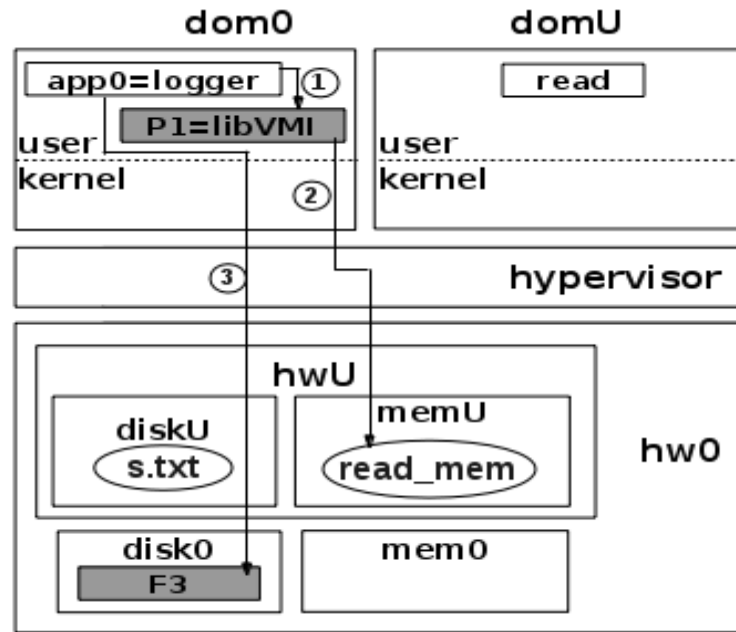 dom0
domU
app0=logger
1
read
P1=libVMI
user
user
kernel
kernel
2
3
hypervisor
hwU
diskU
memU
s.txt
read_mem
hw0
disk0
mem0
F3